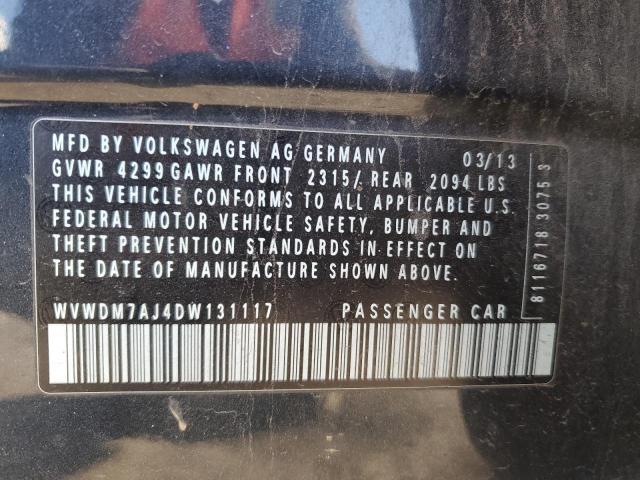 MFD BY VOLKSWAGEN AG GERMANY 03/13
GVWR 4299 GAWR FRONT 2315/ REAR 2094 LBS
THIS VEHICLE CONFORMS TO ALL APPLICABLE U.S.
FEDERAL MOTOR VEHICLE SAFETY, BUMPER AND
THEFT PREVENTION STANDARDS IN EFFECT ON
THE DATE OF MANUFACTURE SHOWN ABOVE.
WVWDM7AJ4DW131117 PASSENGER CAR
8116718 3075 3